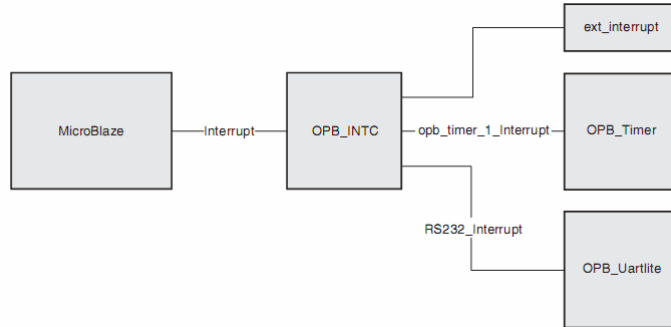 ext_interrupt
MicroBlaze
Interrupt
OPB_INTC
opb_timer_1_Interrupt
OPB_Timer
RS232_Interrupt
OPB_Uartlite